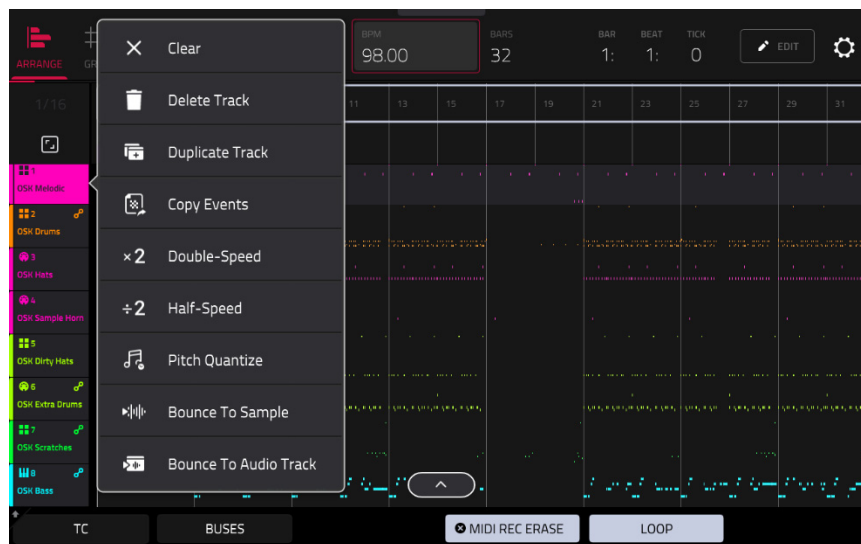 ARRANGE
GR
BPM
98.00
BARS
32
BAR
1:
BEAT
1:
TICK
0
EDIT
1/16
11 13 15 17 19 21 23 25 27 29 31
Clear
Delete Track
Duplicate Track
Copy Events
×2 Double-Speed
÷2 Half-Speed
Pitch Quantize
Bounce To Sample
Bounce To Audio Track
1
OSK Melodic
2
OSK Drums
3
OSK Hats
4
OSK Sample Horn
5
OSK Dirty Hats
6
OSK Extra Drums
7
OSK Scratches
8
OSK Bass
TC
BUSES
MIDI REC ERASE
LOOP